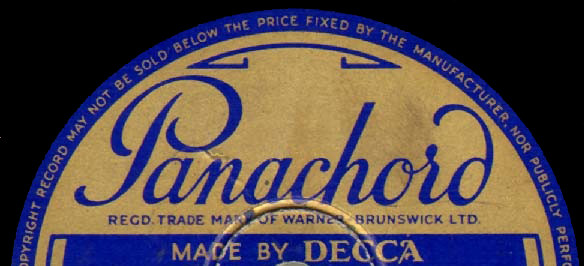 OPYRIGHT RECORD MAY NOT BE SOLD BELOW THE PRICE FIXED BY THE MANUFACTURER. NOR PUBLICLY PERFO
Panachord
REGD. TRADE MARK OF WARNER BRUNSWICK LTD.
MADE BY DECCA